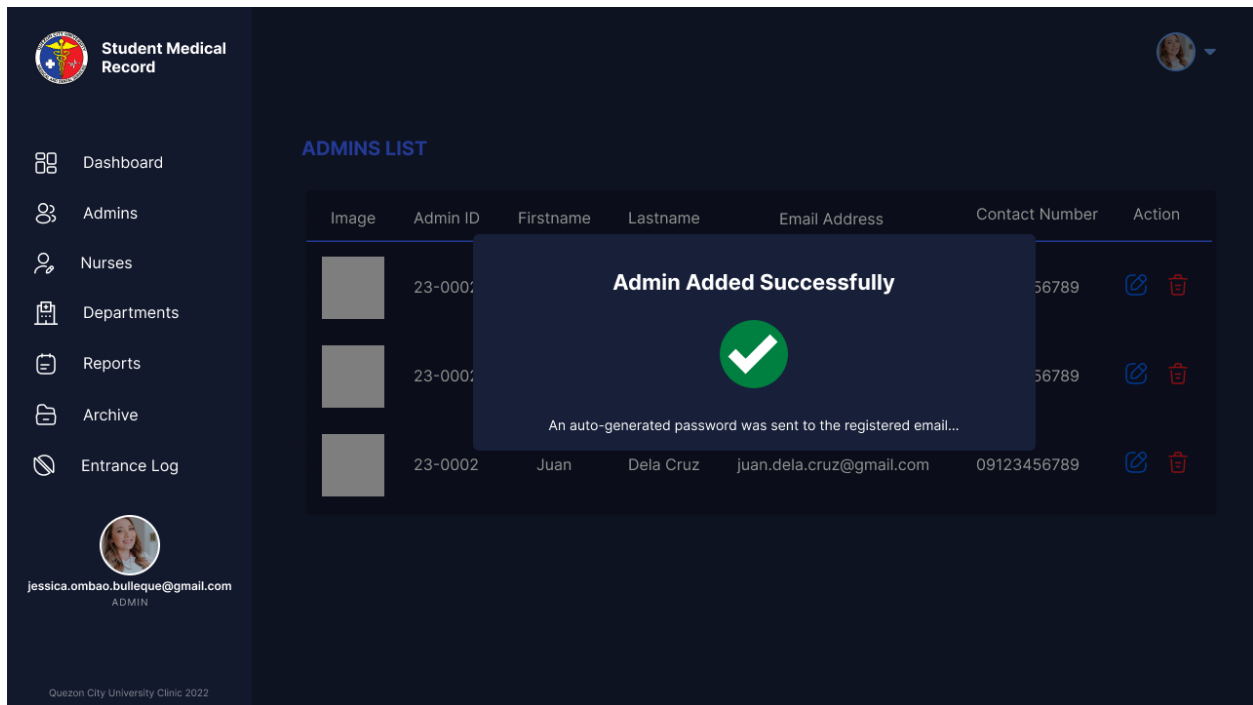 Student Medical
Record
Dashboard
Admins
Nurses
Departments
Reports
Archive
Entrance Log
jessica.ombao.bulleque@gmail.com
ADMIN
Quezon City University Clinic 2022
ADMINS LIST
Image Admin ID Firstname Lastname Email Address Contact Number Action
Admin Added Successfully
An auto-generated password was sent to the registered email...
23-0002 Juan Dela Cruz juan.dela.cruz@gmail.com 09123456789